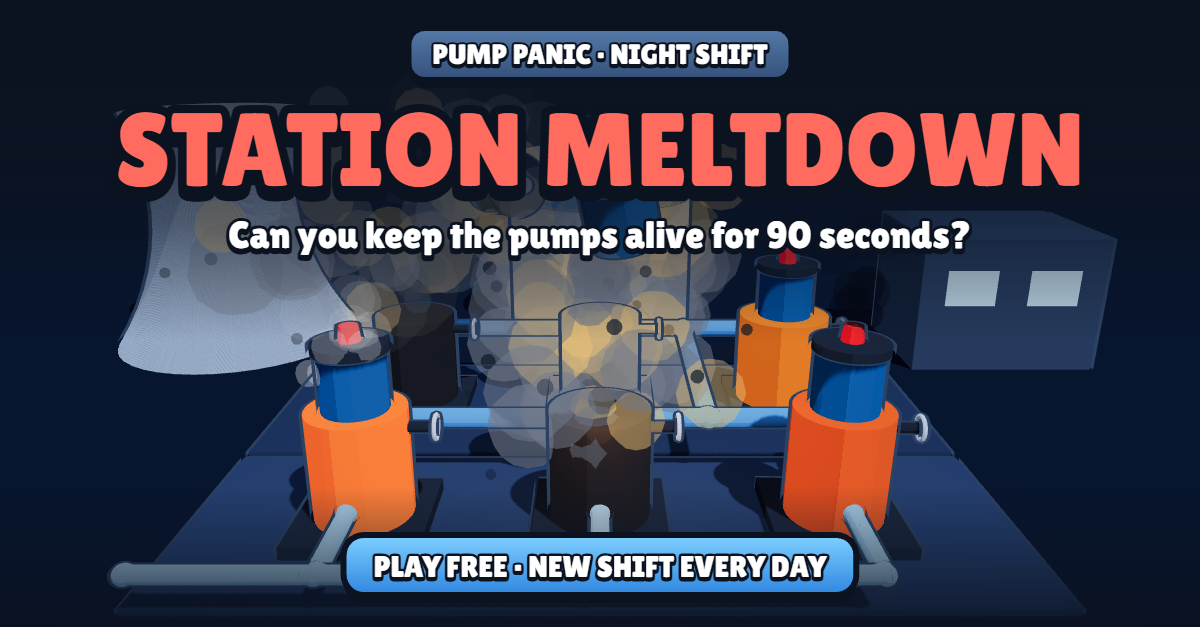 PUMP PANIC · NIGHT SHIFT
STATION MELTDOWN
Can you keep the pumps alive for 90 seconds?
PLAY FREE · NEW SHIFT EVERY DAY